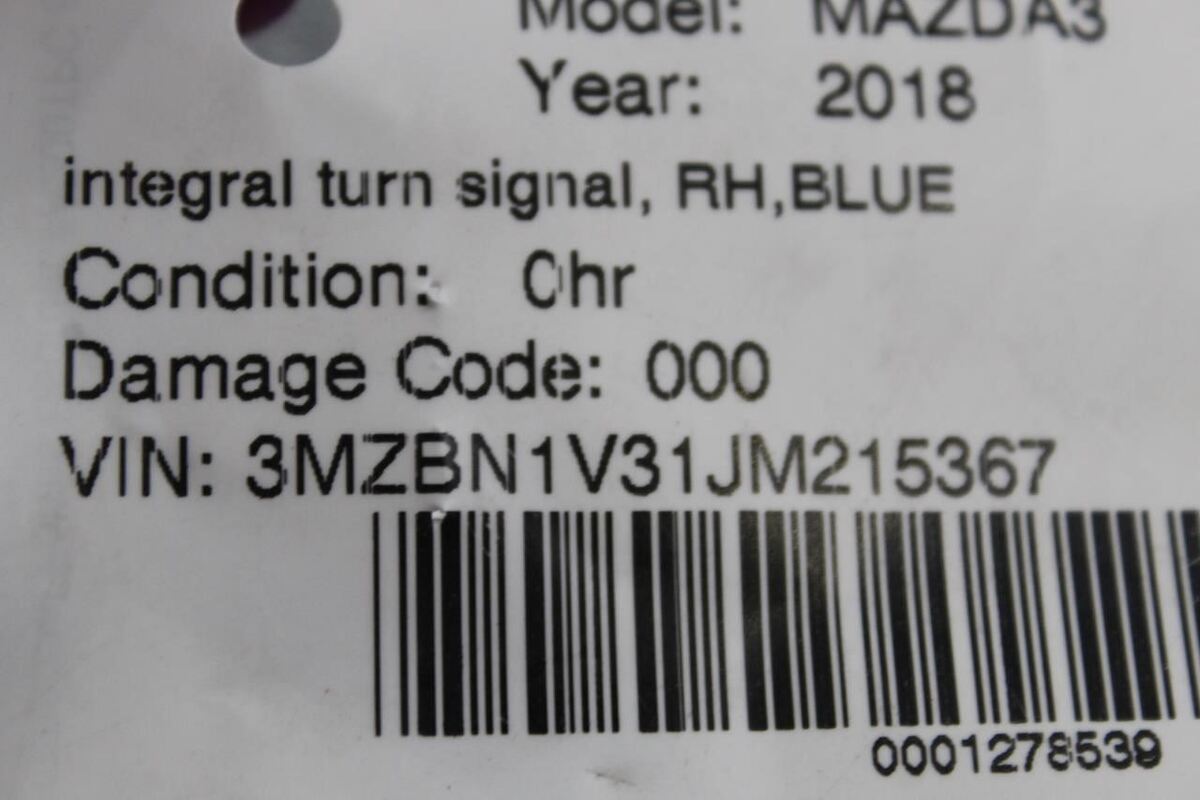 Model: MAZDA3
Year: 2018
integral turn signal, RH,BLUE
Condition: 0hr
Damage Code: 000
VIN: 3MZBN1V31JM215367
0001278539